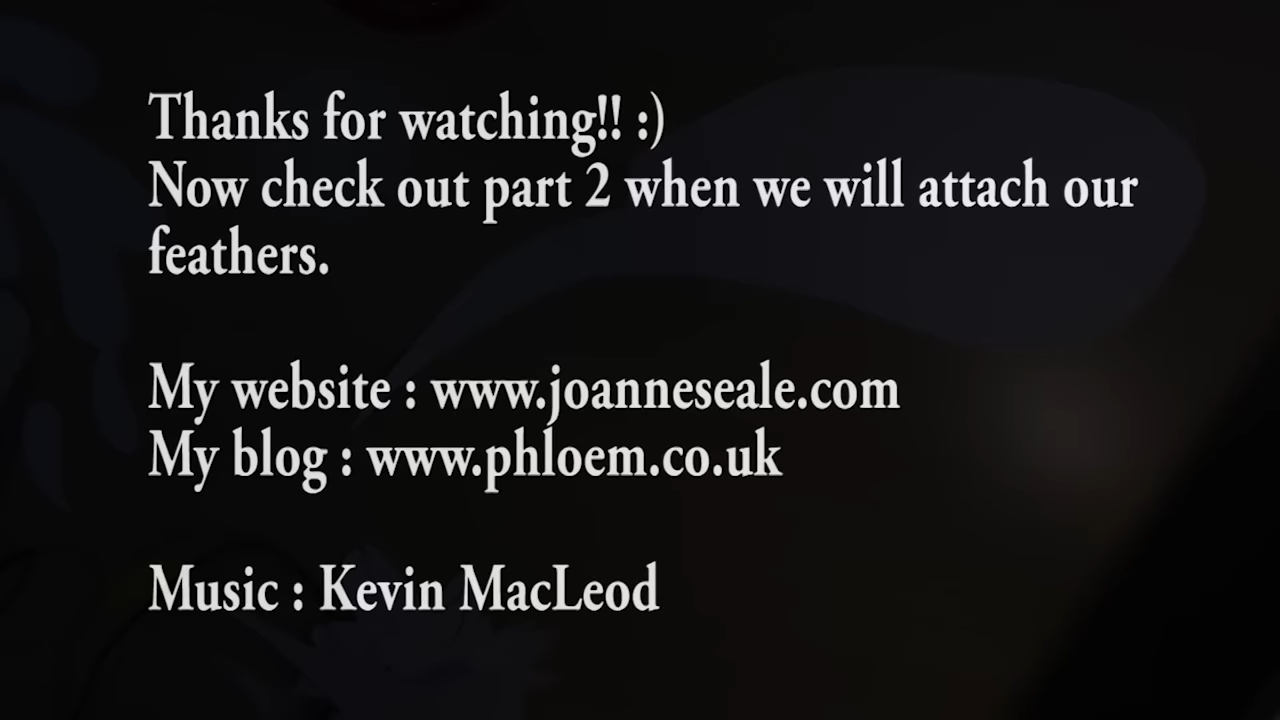 Thanks for watching!! :)
Now check out part 2 when we will attach our
feathers.
My website : www.joanneseale.com
My blog : www.phloem.co.uk
Music : Kevin MacLeod